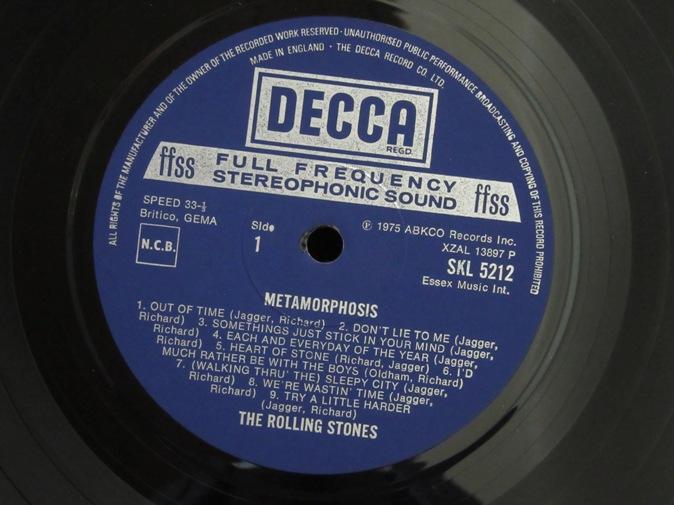 ALL RIGHTS OF THE MANUFACTURER AND OF THE OWNER OF THE RECORDED WORK RESERVED · UNAUTHORISED PUBLIC PERFORMANCE BROADCASTING AND COPYING OF THIS RECORD PROHIBITED
MADE IN ENGLAND · THE DECCA RECORD CO. LTD.
DECCA
REGD.
ffss FULL FREQUENCY ffss
STEREOPHONIC SOUND
SPEED 33-⅓
Britico, GEMA
N.C.B.
Side
1
℗ 1975 ABKCO Records Inc.
XZAL 13897 P
SKL 5212
Essex Music Int.
METAMORPHOSIS
1. OUT OF TIME (Jagger, Richard) 2. DON'T LIE TO ME (Jagger,
Richard) 3. SOMETHINGS JUST STICK IN YOUR MIND (Jagger,
Richard) 4. EACH AND EVERYDAY OF THE YEAR (Jagger,
Richard) 5. HEART OF STONE (Richard, Jagger) 6. I'D
MUCH RATHER BE WITH THE BOYS (Oldham, Richard)
7. (WALKING THRU' THE) SLEEPY CITY (Jagger,
Richard) 8. WE'RE WASTIN' TIME (Jagger,
Richard) 9. TRY A LITTLE HARDER
(Jagger, Richard)
THE ROLLING STONES